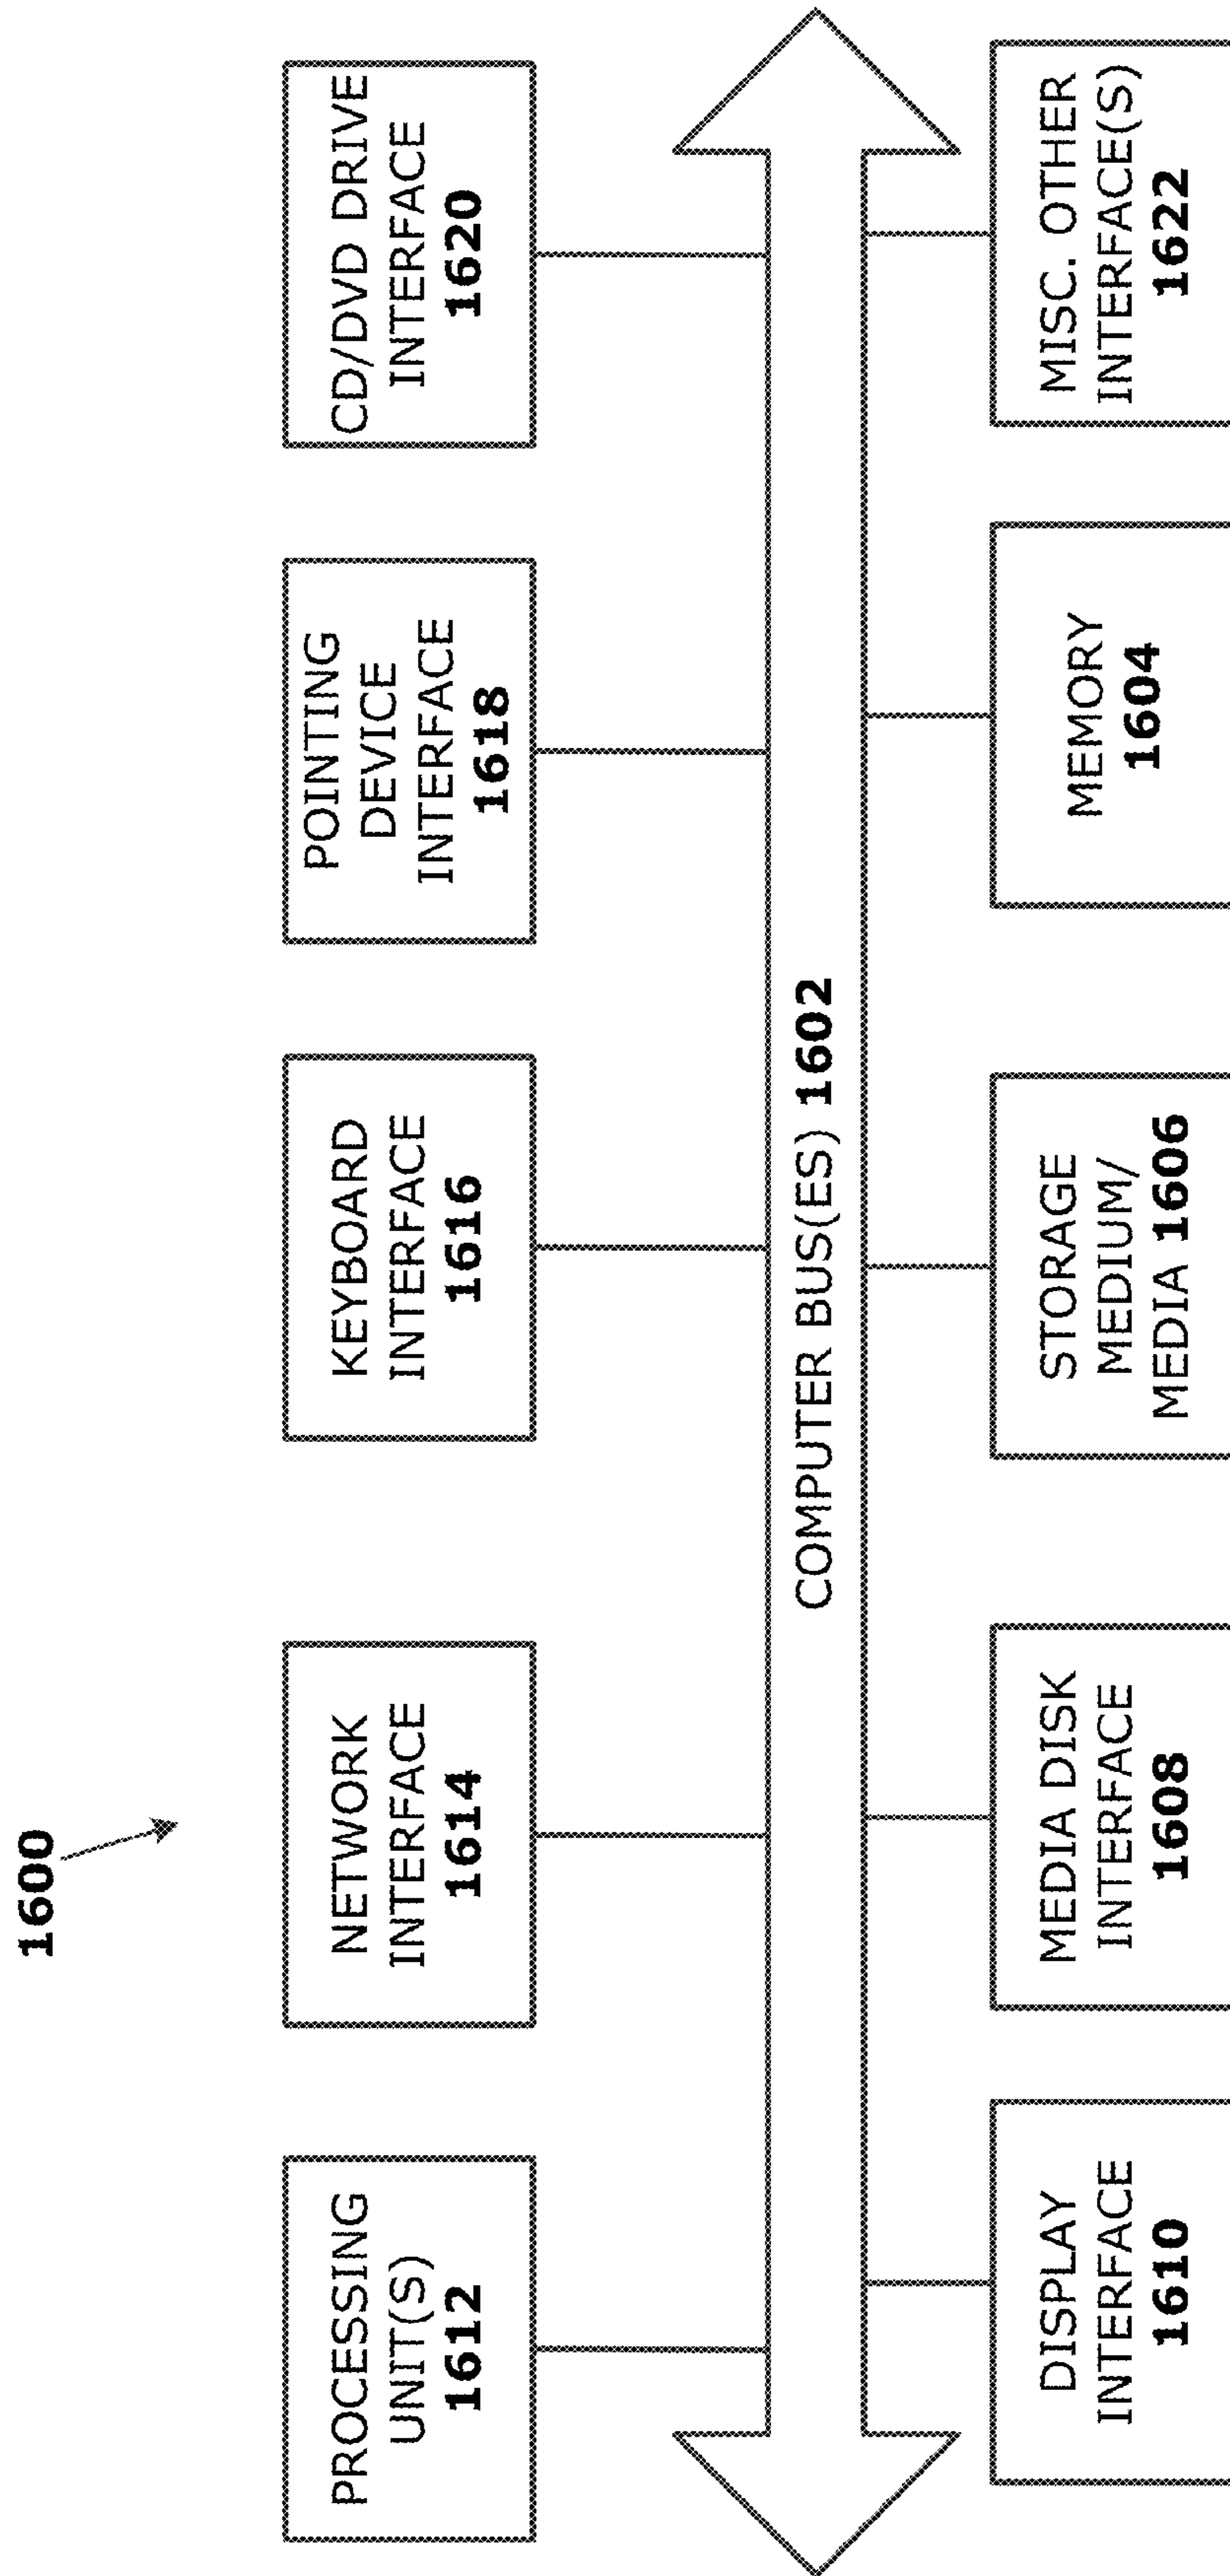 1600
PROCESSING
UNIT(S)
1612
NETWORK
INTERFACE
1614
KEYBOARD
INTERFACE
1616
POINTING
DEVICE
INTERFACE
1618
CD/DVD DRIVE
INTERFACE
1620
COMPUTER BUS(ES) 1602
DISPLAY
INTERFACE
1610
MEDIA DISK
INTERFACE
1608
STORAGE
MEDIUM/
MEDIA 1606
MEMORY
1604
MISC. OTHER
INTERFACE(S)
1622